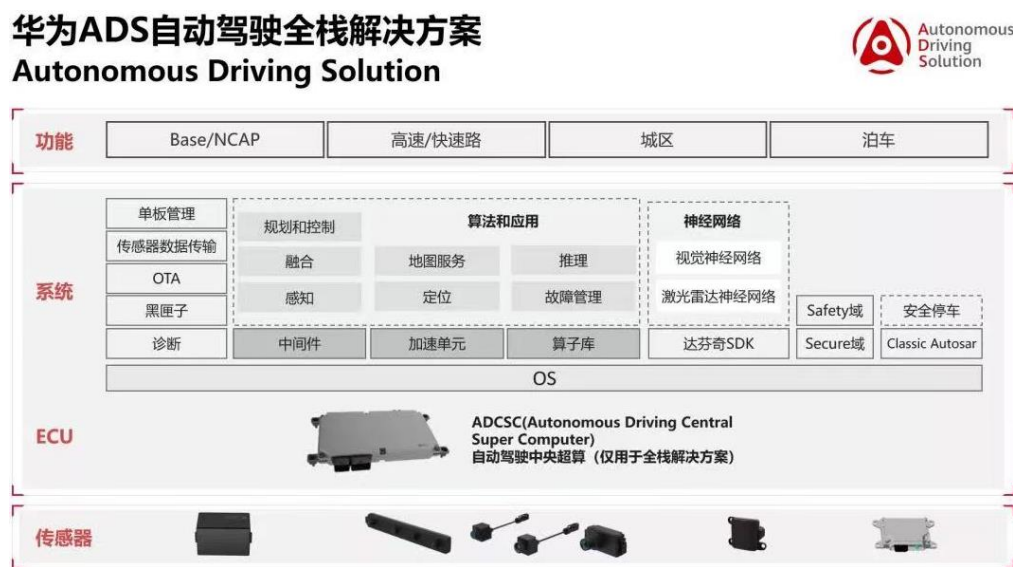 华为ADS自动驾驶全栈解决方案
Autonomous Driving Solution
Autonomous
Driving
Solution
功能
Base/NCAP
高速/快速路
城区
泊车
系统
单板管理
传感器数据传输
OTA
黑匣子
诊断
规划和控制
算法和应用
融合
地图服务
推理
感知
定位
故障管理
中间件
加速单元
算子库
神经网络
视觉神经网络
激光雷达神经网络
达芬奇SDK
Safety域
安全停车
Secure域
Classic Autosar
OS
ECU
ADCSC(Autonomous Driving Central
Super Computer)
自动驾驶中央超算（仅用于全栈解决方案）
传感器